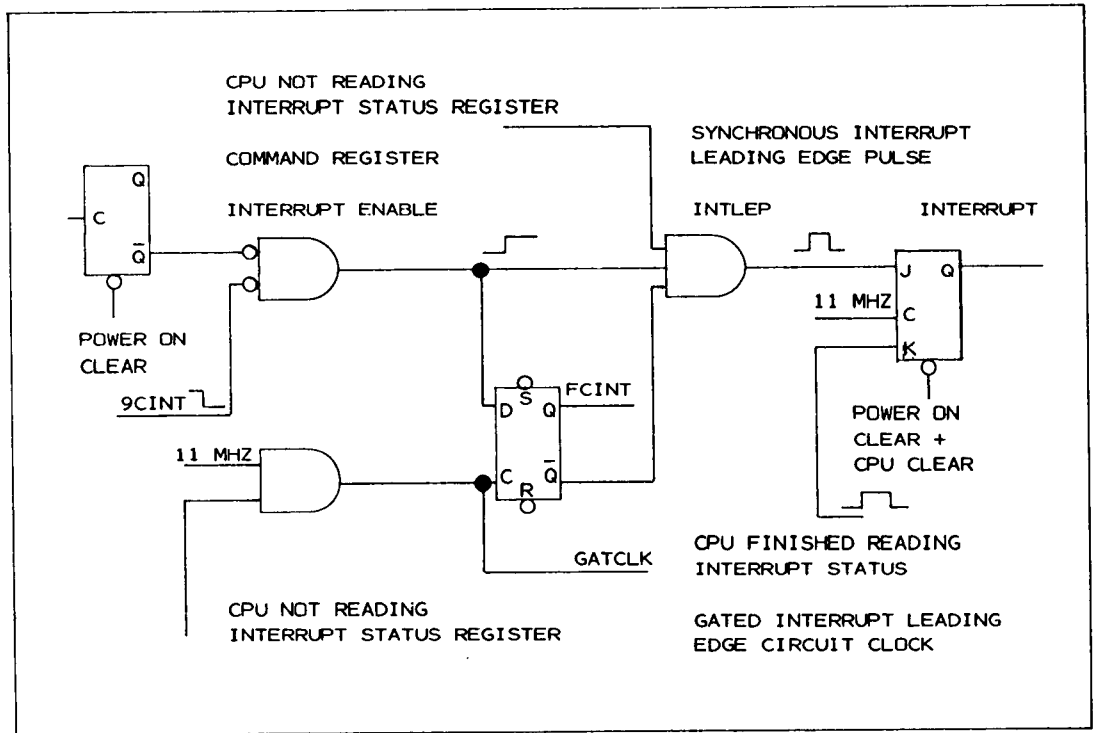 CPU NOT READING
INTERRUPT STATUS REGISTER
SYNCHRONOUS INTERRUPT
LEADING EDGE PULSE
COMMAND REGISTER
INTERRUPT ENABLE
INTLEP
INTERRUPT
Q
C
Q̅
J
Q
11 MHZ
C
K
POWER ON
CLEAR
9CINT
S
FCINT
D
Q
POWER ON
CLEAR +
CPU CLEAR
11 MHZ
C
Q̅
R
GATCLK
CPU FINISHED READING
INTERRUPT STATUS
CPU NOT READING
INTERRUPT STATUS REGISTER
GATED INTERRUPT LEADING
EDGE CIRCUIT CLOCK